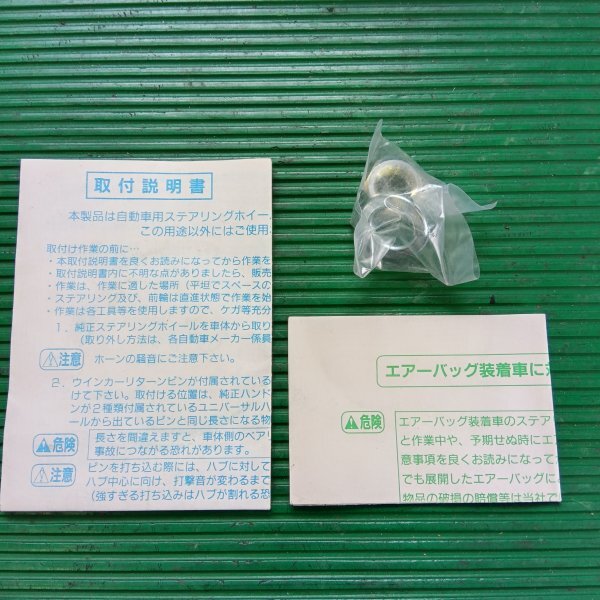 取付説明書
本製品は自動車用ステアリングホイー
この用途以外にはご使用
取付け作業の前に…
・本取付説明書を良くお読みになってから作業を
・取付説明書内に不明な点がありましたら、販売
・作業は、作業に適した場所（平坦でスペースの
・ステアリング及び、前輪は直進状態で作業を始
・作業は各工具等を使用しますので、ケガ等充分
1．純正ステアリングホイールを車体から取り
（取り外し方法は、各自動車メーカー係員
注意 ホーンの騒音にご注意下さい。
2．ウインカーリターンピンが付属されている
けて下さい。取付ける位置は、純正ハンド
ンが2種類付属されているユニバーサルハ
ールから出ているピンと同じ長さになる物
危険 長さを間違えますと、車体側のベアリ
事故につながる恐れがあります。
注意 ピンを打ち込む際には、ハブに対して
ハブ中心に向け、打撃音が変わるまで
（強すぎる打ち込みはハブが割れる恐
エアーバッグ装着車に
危険 エアーバッグ装着車のステア
と作業中や、予期せぬ時にエ
意事項を良くお読みになって
でも展開したエアーバッグに
物品の破損の賠償等は当社で